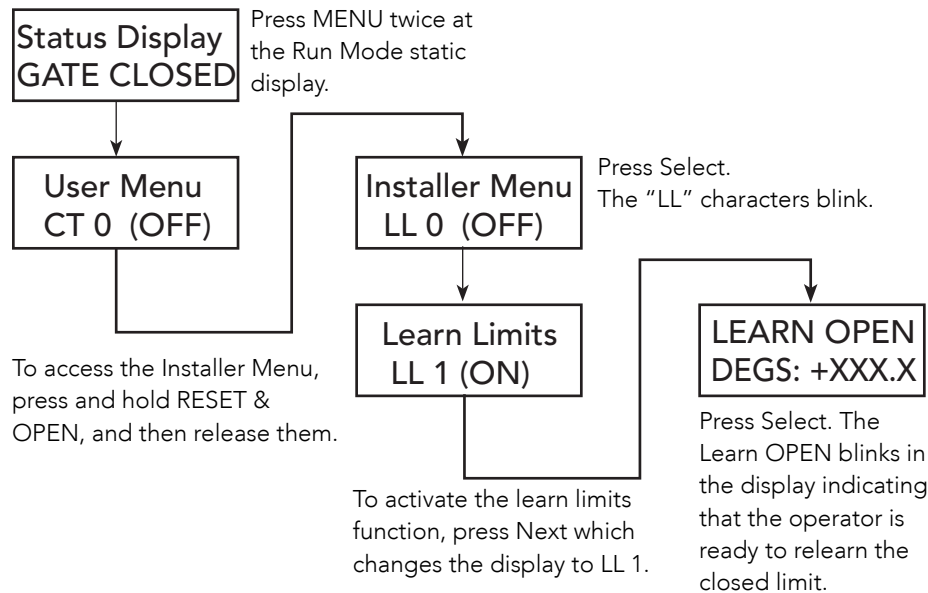 Status Display
GATE CLOSED
Press MENU twice at
the Run Mode static
display.
User Menu
CT 0 (OFF)
To access the Installer Menu,
press and hold RESET &
OPEN, and then release them.
Installer Menu
LL 0 (OFF)
Press Select.
The “LL” characters blink.
Learn Limits
LL 1 (ON)
To activate the learn limits
function, press Next which
changes the display to LL 1.
LEARN OPEN
DEGS: +XXX.X
Press Select. The
Learn OPEN blinks in
the display indicating
that the operator is
ready to relearn the
closed limit.